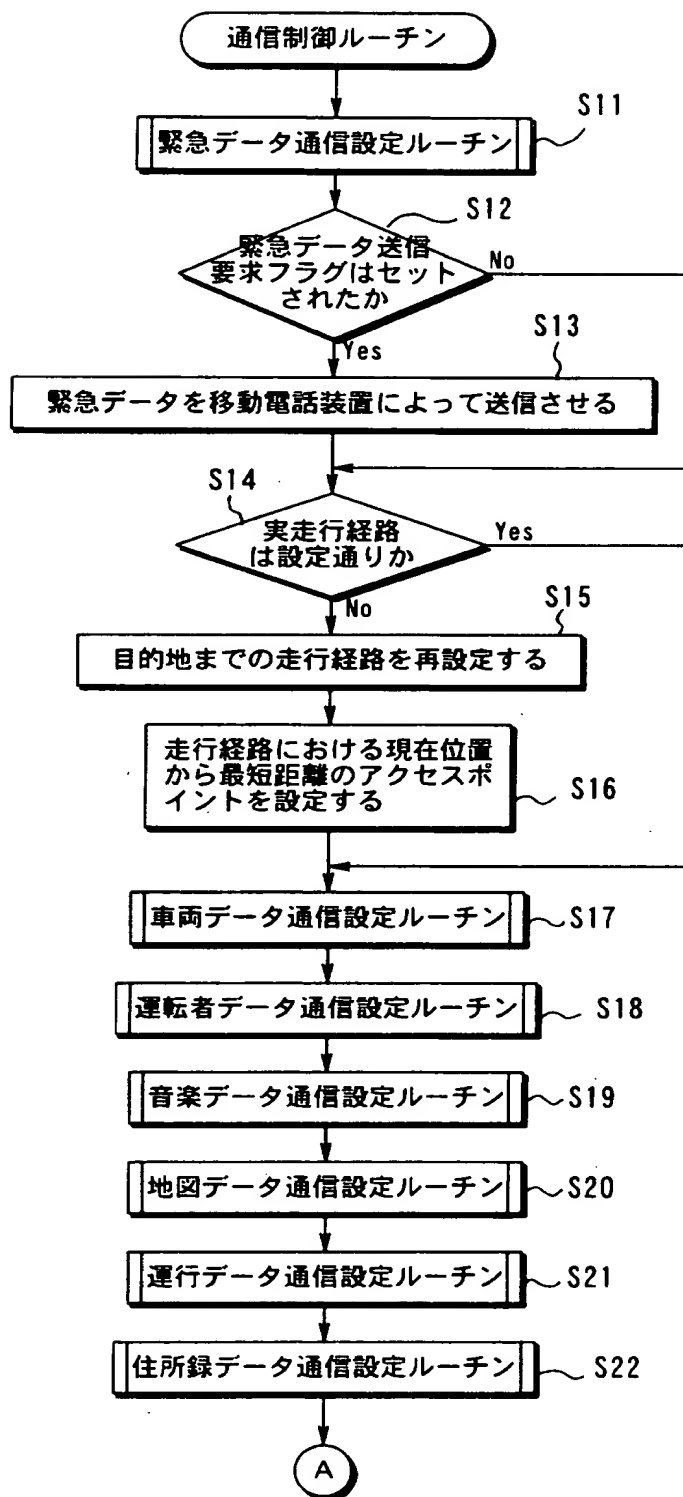 通信制御ルーチン
S11
緊急データ通信設定ルーチン
S12
緊急データ送信
要求フラグはセット
されたか
No
Yes
S13
緊急データを移動電話装置によって送信させる
S14
実走行経路
は設定通りか
Yes
No
S15
目的地までの走行経路を再設定する
走行経路における現在位置
から最短距離のアクセスポ
イントを設定する
S16
車両データ通信設定ルーチン
S17
運転者データ通信設定ルーチン
S18
音楽データ通信設定ルーチン
S19
地図データ通信設定ルーチン
S20
運行データ通信設定ルーチン
S21
住所録データ通信設定ルーチン
S22
A